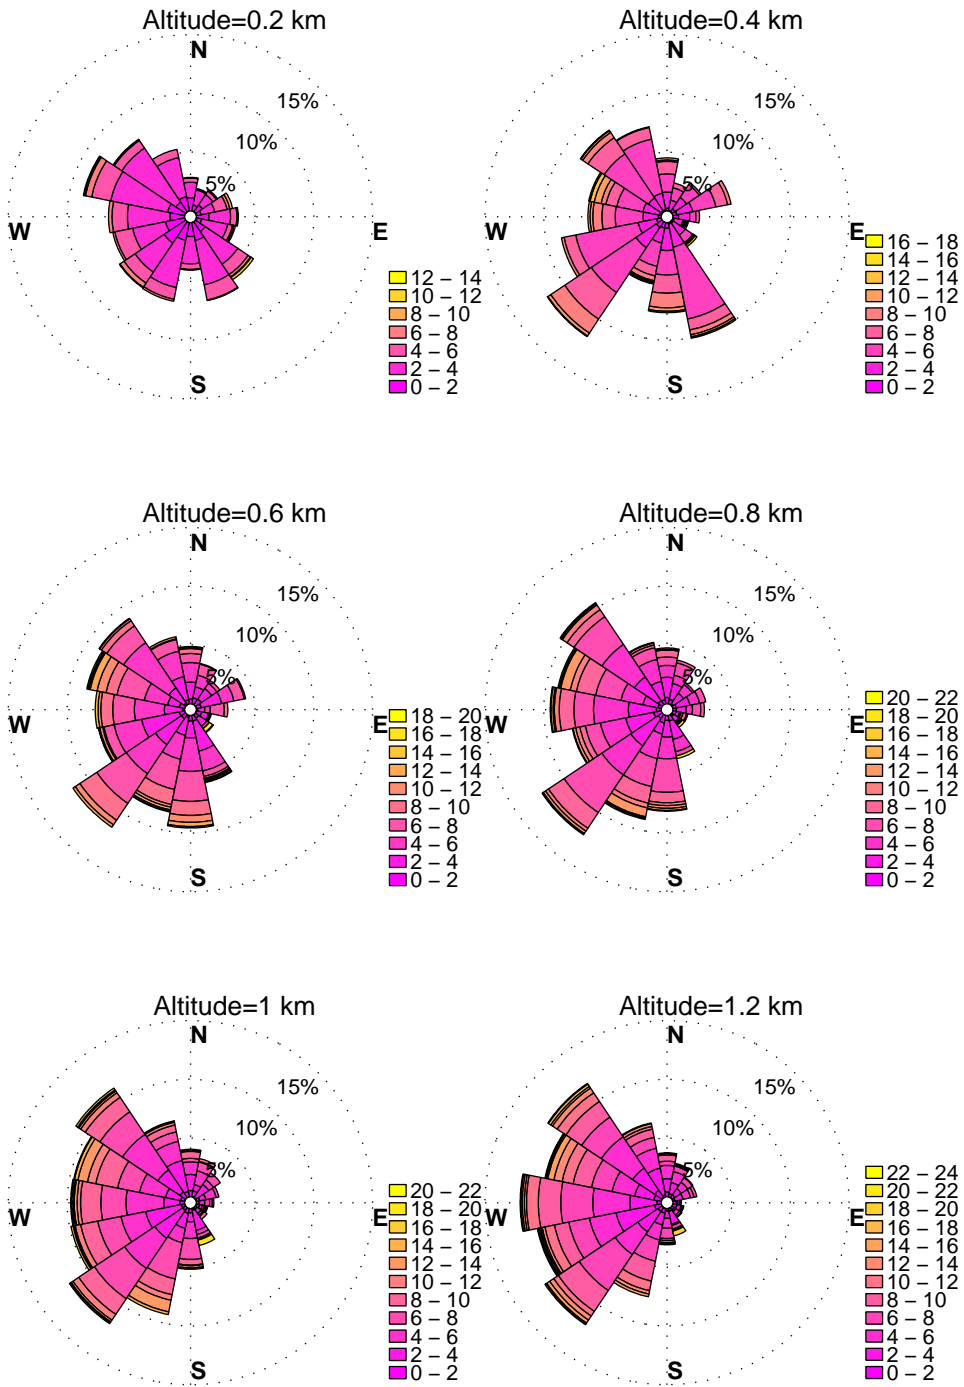 Altitude=0.2 km
N
15%
10%
5%
W
E
S
12 – 14
10 – 12
8 – 10
6 – 8
4 – 6
2 – 4
0 – 2
Altitude=0.4 km
N
15%
10%
5%
W
E
S
16 – 18
14 – 16
12 – 14
10 – 12
8 – 10
6 – 8
4 – 6
2 – 4
0 – 2
Altitude=0.6 km
N
15%
10%
5%
W
E
S
18 – 20
16 – 18
14 – 16
12 – 14
10 – 12
8 – 10
6 – 8
4 – 6
2 – 4
0 – 2
Altitude=0.8 km
N
15%
10%
5%
W
E
S
20 – 22
18 – 20
16 – 18
14 – 16
12 – 14
10 – 12
8 – 10
6 – 8
4 – 6
2 – 4
0 – 2
Altitude=1 km
N
15%
10%
5%
W
E
S
20 – 22
18 – 20
16 – 18
14 – 16
12 – 14
10 – 12
8 – 10
6 – 8
4 – 6
2 – 4
0 – 2
Altitude=1.2 km
N
15%
10%
5%
W
E
S
22 – 24
20 – 22
18 – 20
16 – 18
14 – 16
12 – 14
10 – 12
8 – 10
6 – 8
4 – 6
2 – 4
0 – 2